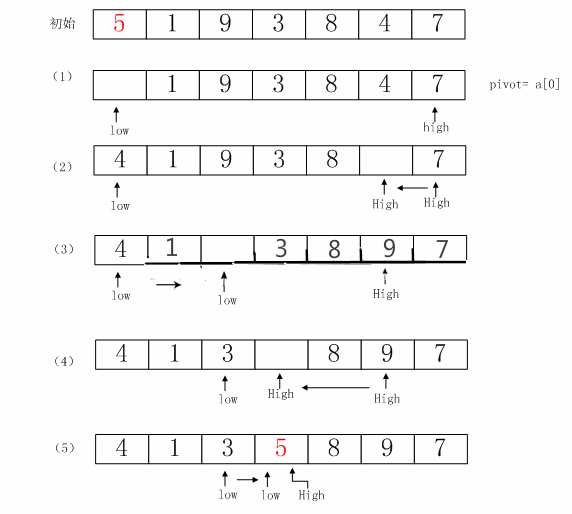 初始 5 1 9 3 8 4 7
（1） 1 9 3 8 4 7 pivot= a[0]
low high
（2） 4 1 9 3 8 7
low High High
（3） 4 1 3 8 9 7
low low High
（4） 4 1 3 8 9 7
low High High
（5） 4 1 3 5 8 9 7
low low High